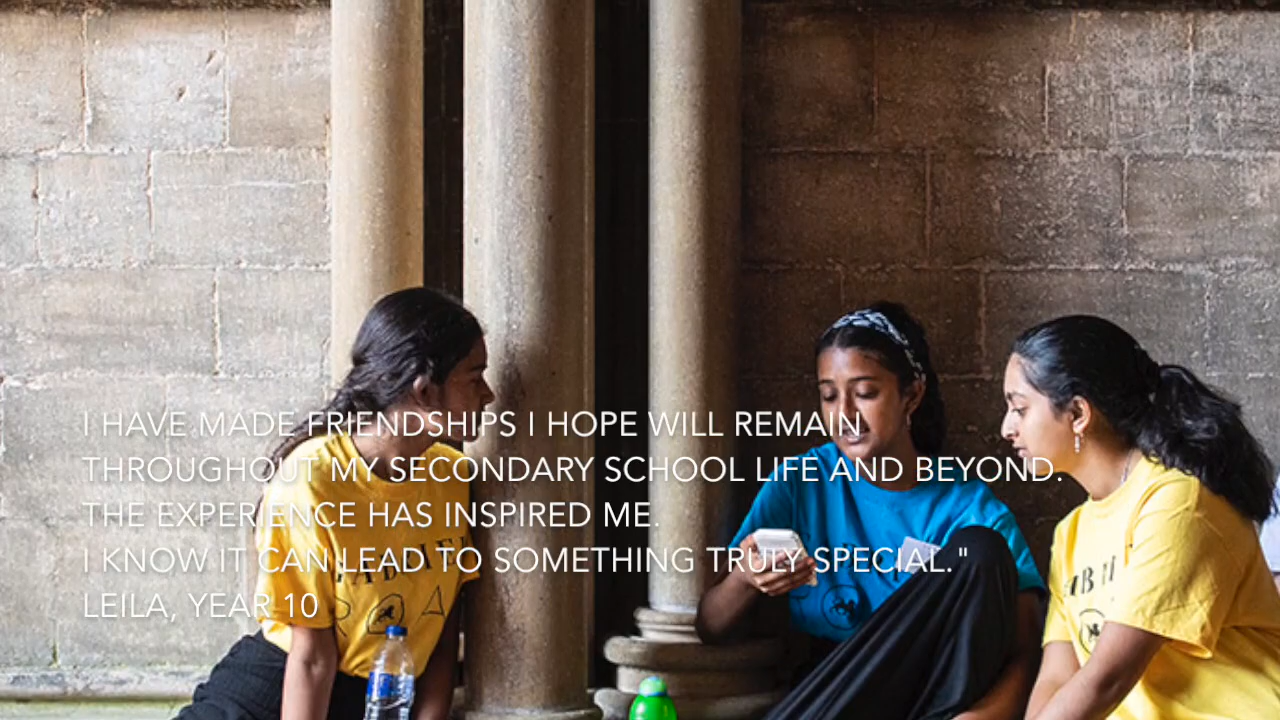 I HAVE MADE FRIENDSHIPS I HOPE WILL REMAIN
THROUGHOUT MY SECONDARY SCHOOL LIFE AND BEYOND.
THE EXPERIENCE HAS INSPIRED ME.
I KNOW IT CAN LEAD TO SOMETHING TRULY SPECIAL."
LEILA, YEAR 10